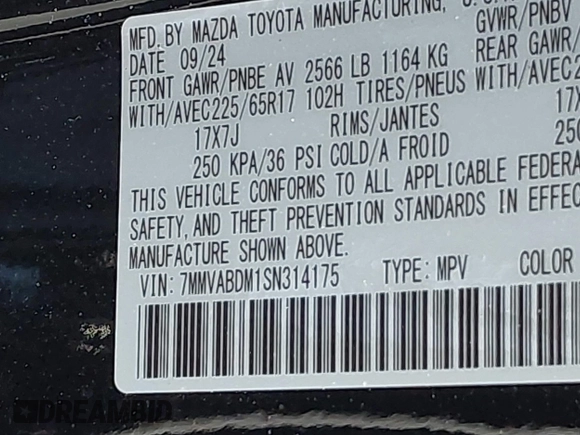 MFD. BY MAZDA TOYOTA MANUFACTURING,
DATE 09/24 GVWR/PNBV
FRONT GAWR/PNBE AV 2566 LB 1164 KG REAR GAWR/
WITH/AVEC225/65R17 102H TIRES/PNEUS WITH/AVEC2
17X7J RIMS/JANTES 17X
250 KPA/36 PSI COLD/A FROID 250
THIS VEHICLE CONFORMS TO ALL APPLICABLE FEDERA
SAFETY, AND THEFT PREVENTION STANDARDS IN EFFEC
MANUFACTURE SHOWN ABOVE.
VIN: 7MMVABDM1SN314175 TYPE: MPV COLOR
DREAMBID